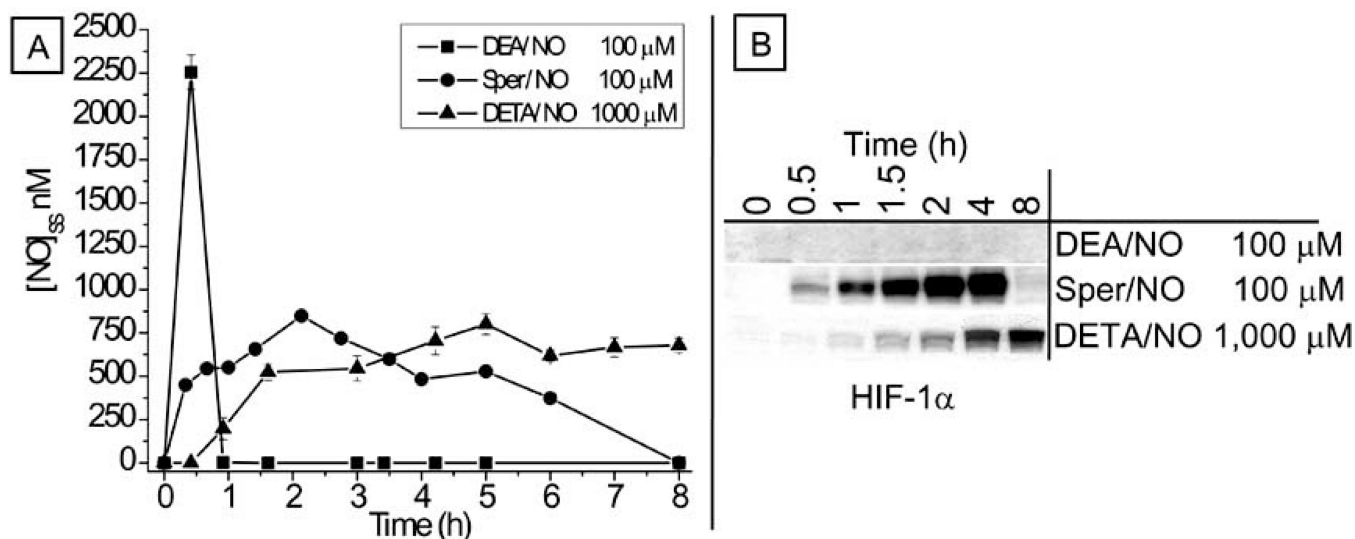 A
2500
2250
2000
1750
1500
1250
1000
750
500
250
0
[NO]SS nM
DEA/NO 100 μM
Sper/NO 100 μM
DETA/NO 1000 μM
0 1 2 3 4 5 6 7 8
Time (h)
B
Time (h)
0 0.5 1 1.5 2 4 8
DEA/NO 100 μM
Sper/NO 100 μM
DETA/NO 1,000 μM
HIF-1α